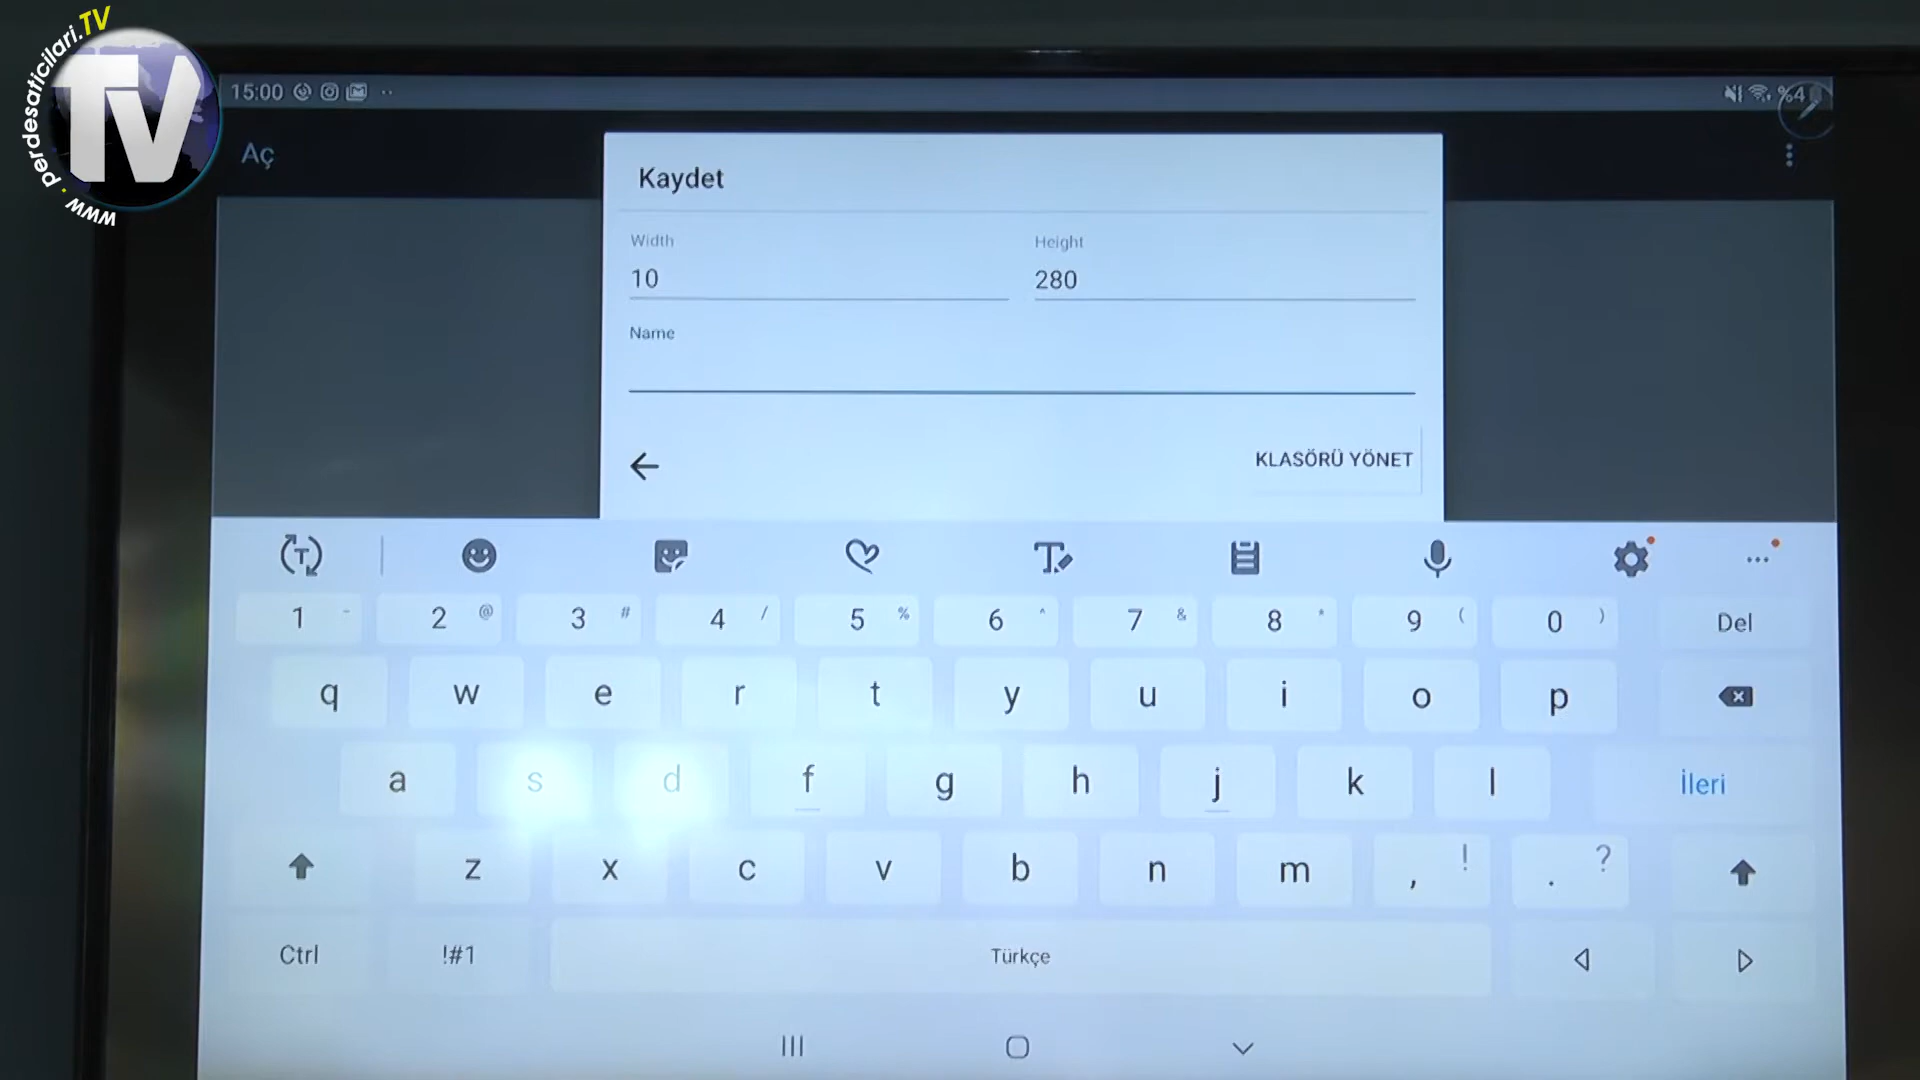 www.perdesaticilari.TV
TV
15:00
%4
Aç
Kaydet
Width Height
10 280
Name
KLASÖRÜ YÖNET
1 - 2 @ 3 # 4 / 5 % 6 ^ 7 & 8 * 9 ( 0 ) Del
q w e r t y u i o p
a s d f g h j k l İleri
z x c v b n m , ! . ?
Ctrl !#1 Türkçe